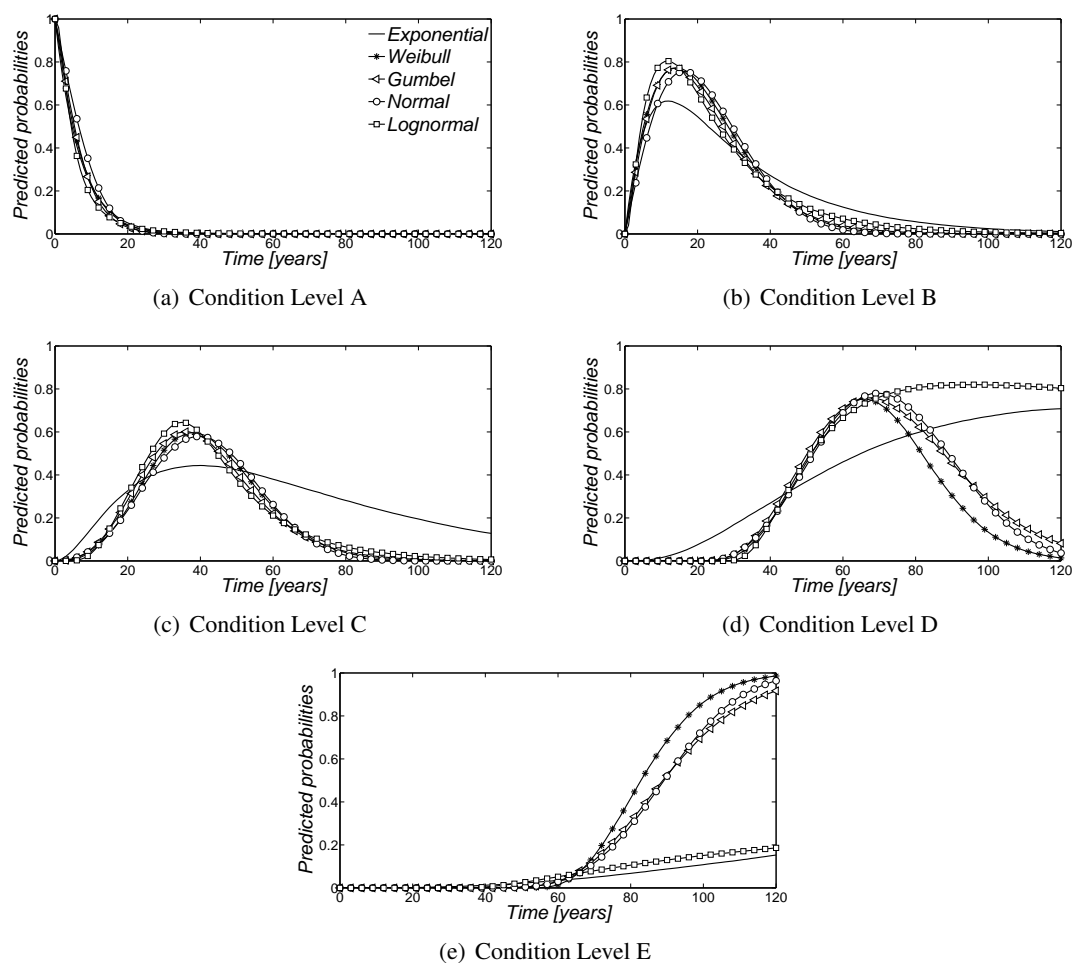 1
0.8
0.6
0.4
0.2
0
0 20 40 60 80 100 120
Predicted probabilities
Time [years]
Exponential
Weibull
Gumbel
Normal
Lognormal
(a) Condition Level A
1
0.8
0.6
0.4
0.2
0
0 20 40 60 80 100 120
Predicted probabilities
Time [years]
(b) Condition Level B
1
0.8
0.6
0.4
0.2
0
0 20 40 60 80 100 120
Predicted probabilities
Time [years]
(c) Condition Level C
1
0.8
0.6
0.4
0.2
0
0 20 40 60 80 100 120
Predicted probabilities
Time [years]
(d) Condition Level D
1
0.8
0.6
0.4
0.2
0
0 20 40 60 80 100 120
Predicted probabilities
Time [years]
(e) Condition Level E